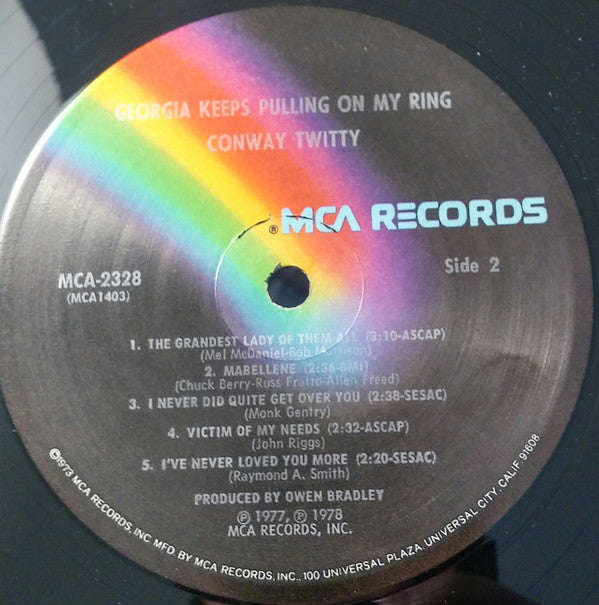 GEORGIA KEEPS PULLING ON MY RING
CONWAY TWITTY
® MCA RECORDS
MCA-2328
(MCA1403)
Side 2
1. THE GRANDEST LADY OF THEM ALL (3:10-ASCAP)
(Mel McDaniel-Bob Morrison)
2. MABELLENE (2:36-BMI)
(Chuck Berry-Russ Fratto-Allen Freed)
3. I NEVER DID QUITE GET OVER YOU (2:38-SESAC)
(Monk Gentry)
4. VICTIM OF MY NEEDS (2:32-ASCAP)
(John Riggs)
5. I'VE NEVER LOVED YOU MORE (2:20-SESAC)
(Raymond A. Smith)
PRODUCED BY OWEN BRADLEY
℗ 1977, ℗ 1978
MCA RECORDS, INC.
©1973 MCA RECORDS, INC. MFD. BY MCA RECORDS, INC., 100 UNIVERSAL PLAZA, UNIVERSAL CITY, CALIF. 91608